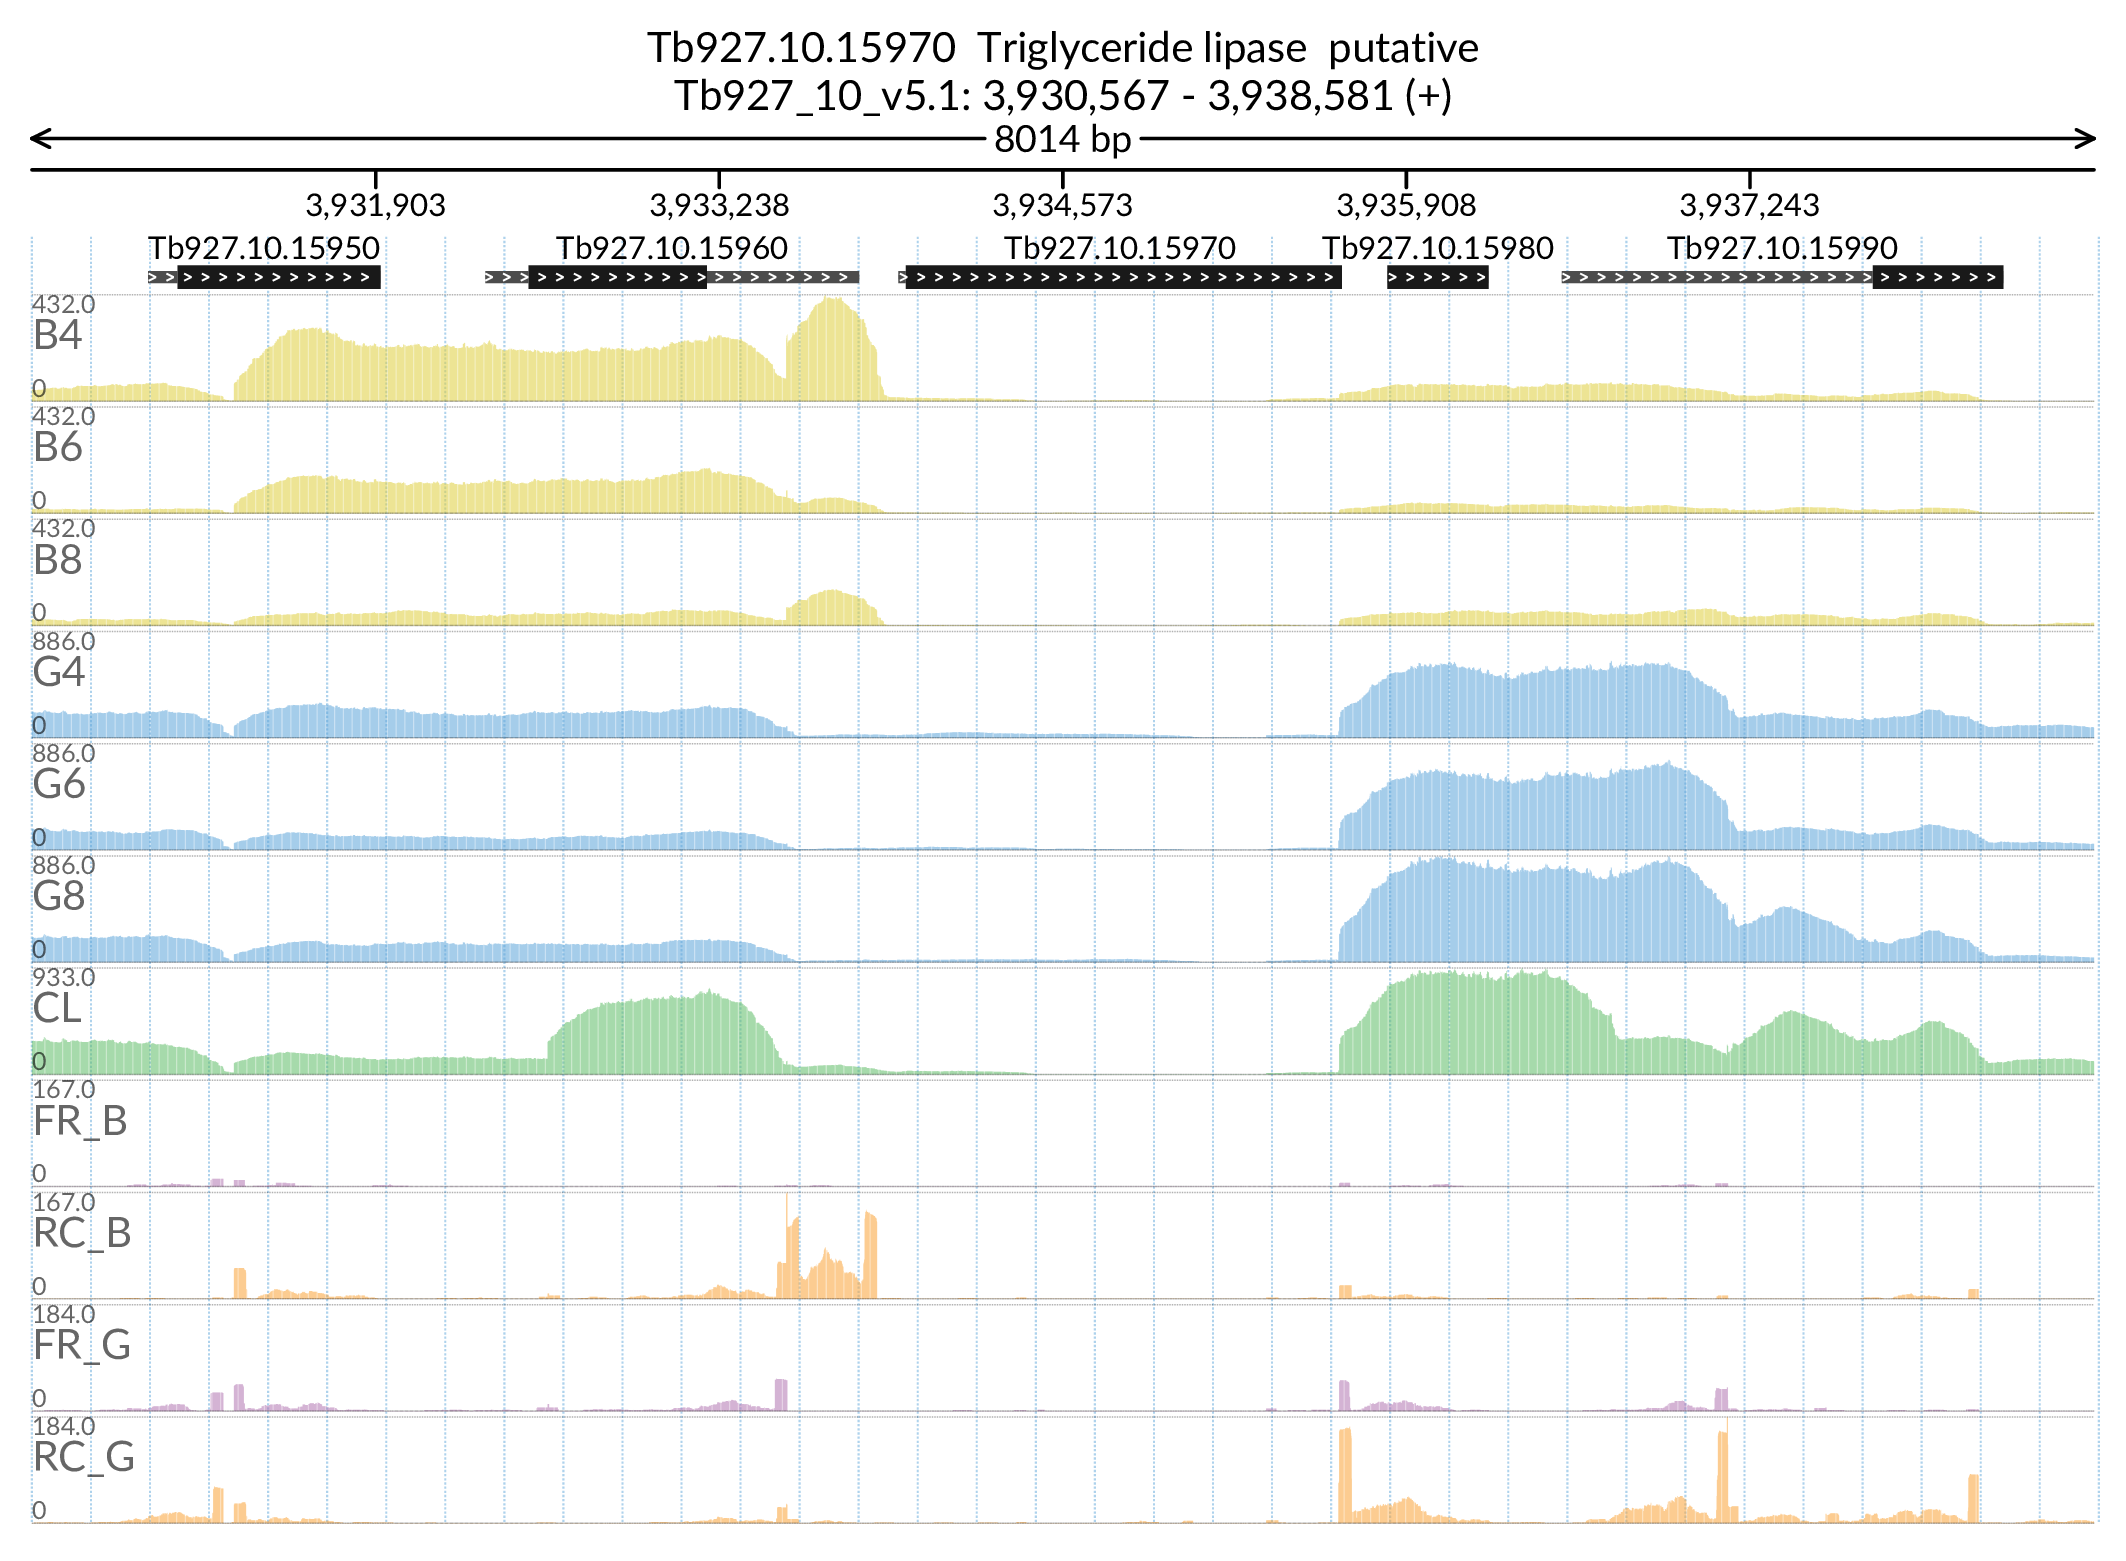 Tb927.10.15970  Triglyceride lipase  putative
Tb927_10_v5.1: 3,930,567 - 3,938,581 (+)
8014 bp
3,931,903 3,933,238 3,934,573 3,935,908 3,937,243
Tb927.10.15950 Tb927.10.15960 Tb927.10.15970 Tb927.10.15980 Tb927.10.15990
432.0
B4
0
432.0
B6
0
432.0
B8
0
886.0
G4
0
886.0
G6
0
886.0
G8
0
933.0
CL
0
167.0
FR_B
0
167.0
RC_B
0
184.0
FR_G
0
184.0
RC_G
0